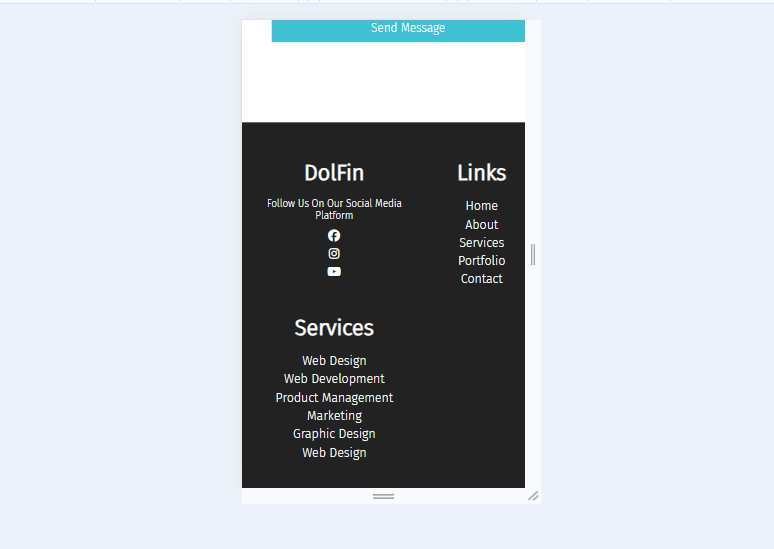 Send Message
DolFin
Follow Us On Our Social Media
Platform
Links
Home
About
Services
Portfolio
Contact
Services
Web Design
Web Development
Product Management
Marketing
Graphic Design
Web Design